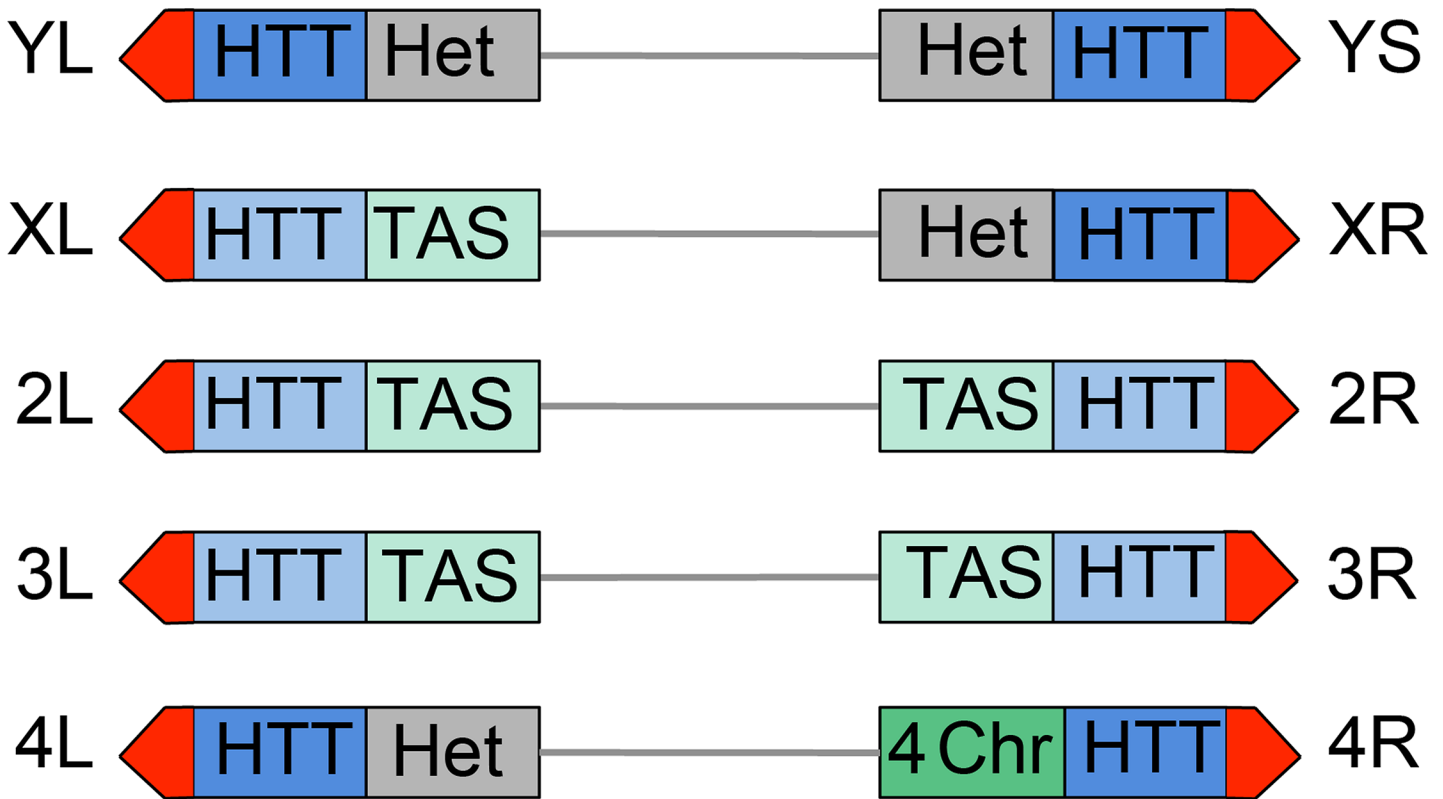 YL HTT Het Het HTT YS
XL HTT TAS Het HTT XR
2L HTT TAS TAS HTT 2R
3L HTT TAS TAS HTT 3R
4L HTT Het 4 Chr HTT 4R